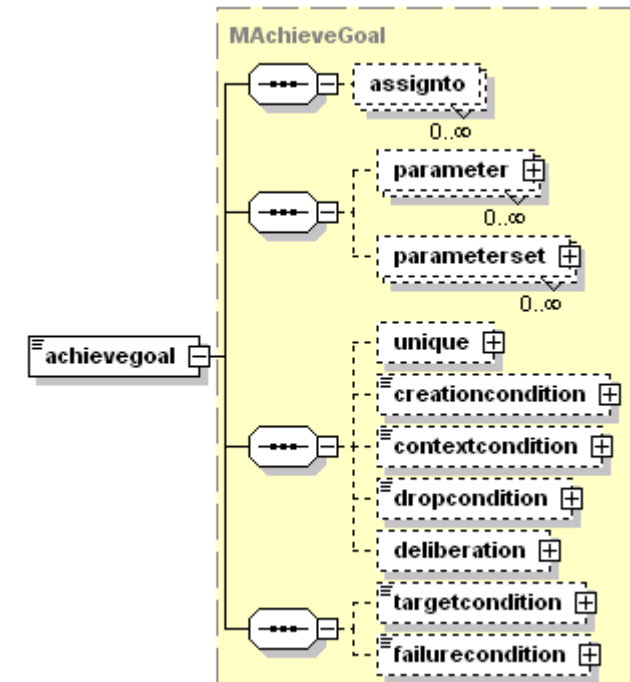 MAchieveGoal
assignto
0..∞
parameter
0..∞
parameterset
0..∞
achievegoal
unique
creationcondition
contextcondition
dropcondition
deliberation
targetcondition
failurecondition